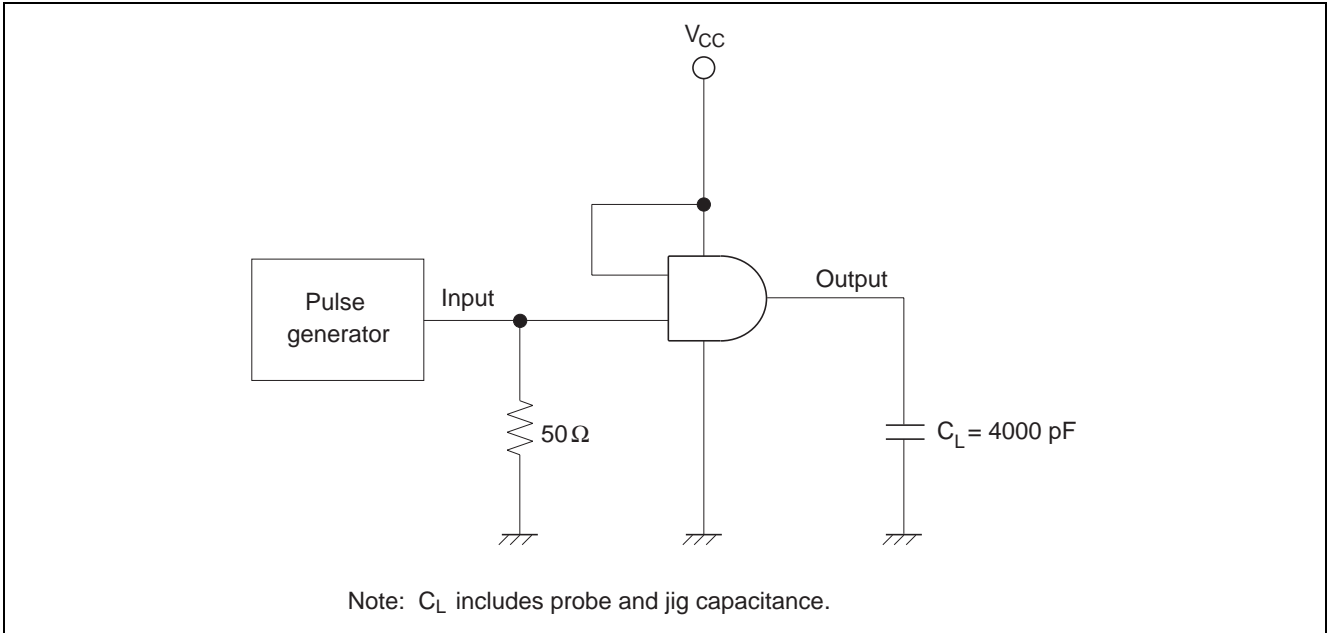 VCC
Output
Input
Pulse
generator
50Ω
CL = 4000 pF
Note: CL includes probe and jig capacitance.